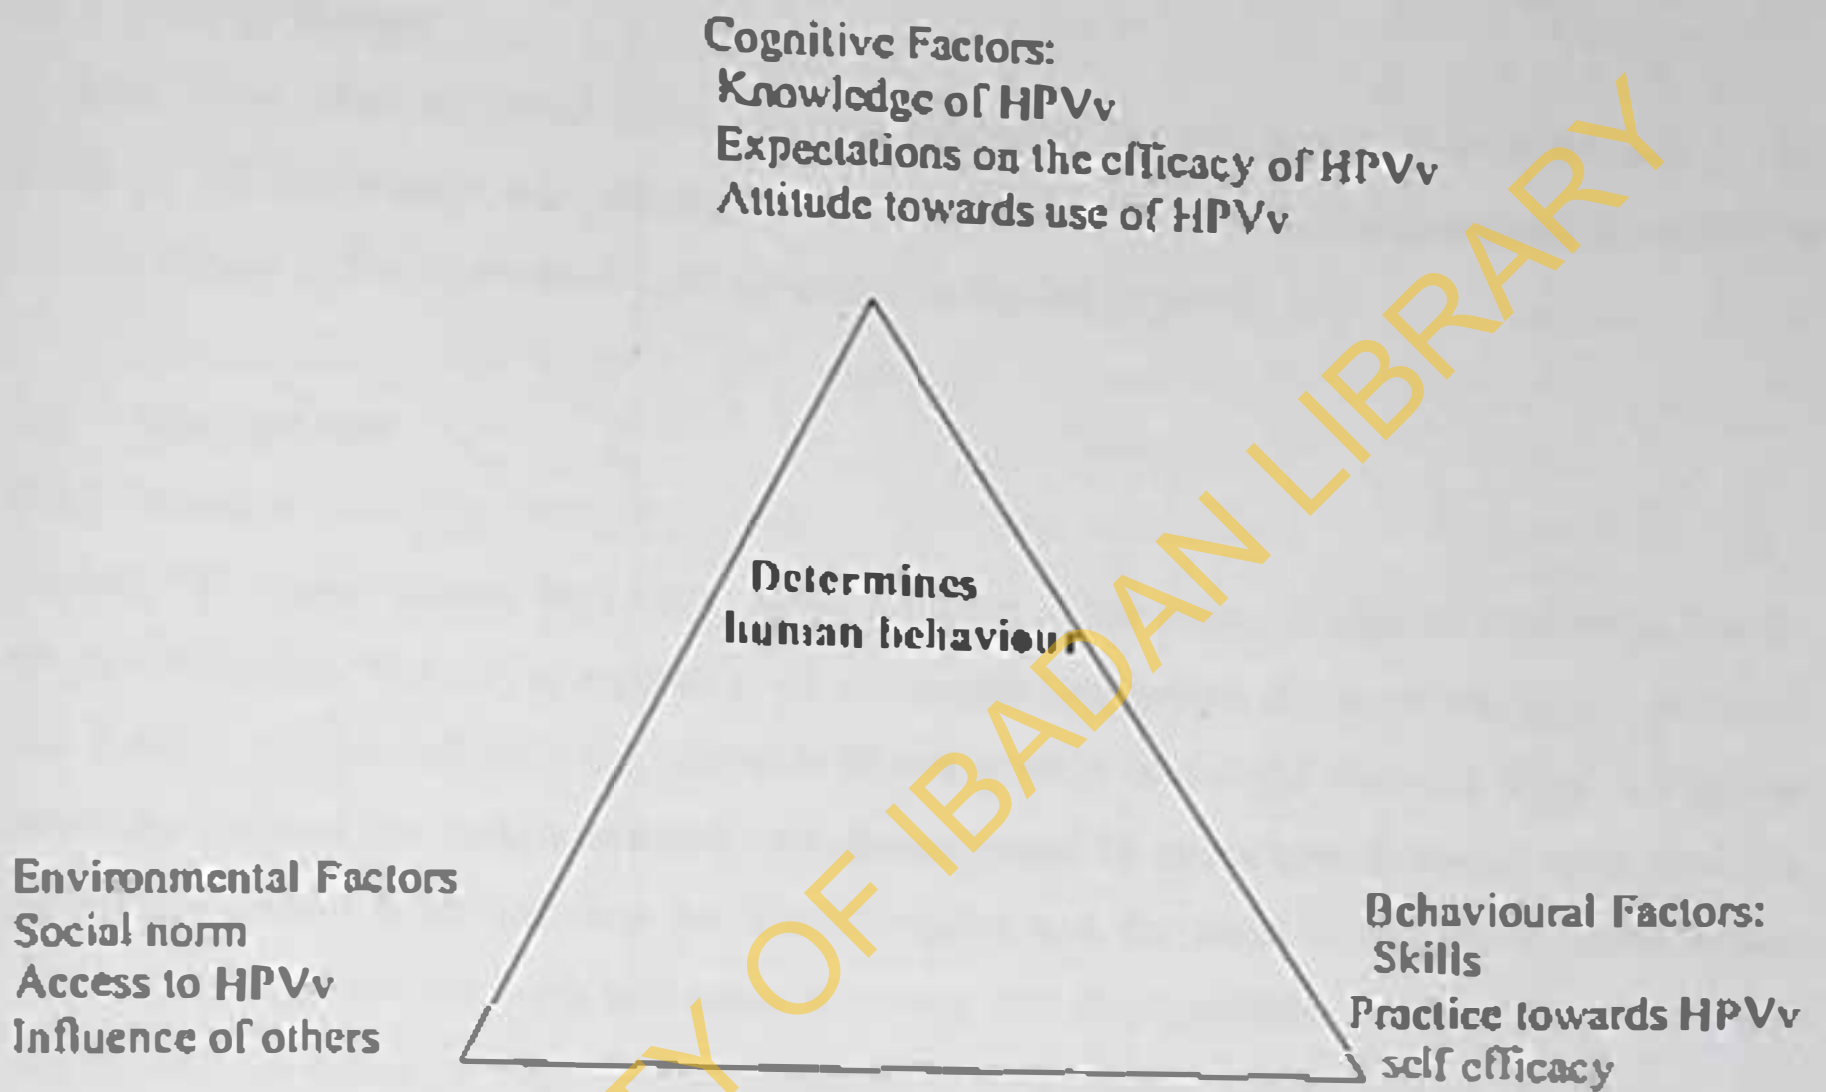 Cognitive Factors:
Knowledge of HPVv
Expectations on the efficacy of HPVv
Attitude towards use of HPVv
Determines
human behaviour
Environmental Factors
Social norm
Access to HPVv
Influence of others
Behavioural Factors:
Skills
Practice towards HPVv
self efficacy
TY OF IBADAN LIBRARY